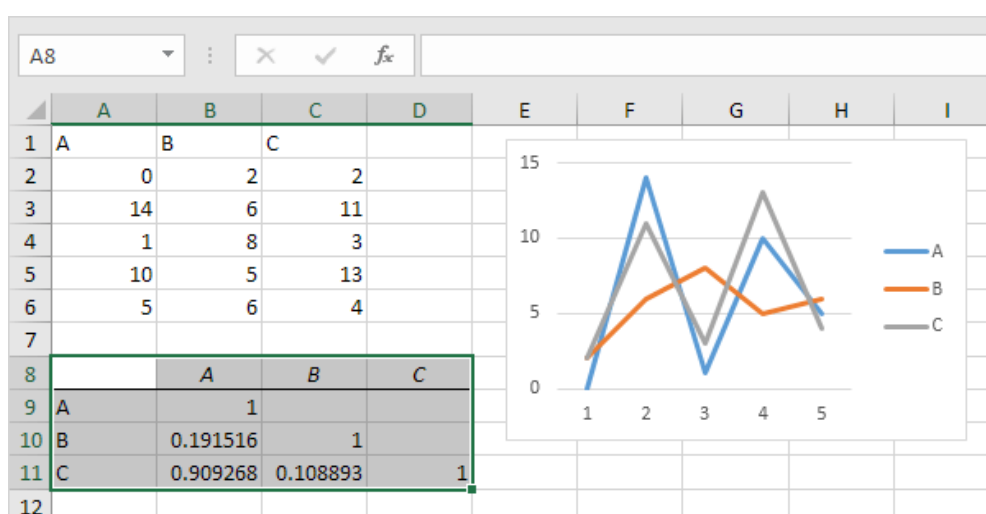 A8 fx
A B C D E F G H I
1 A B C
2 0 2 2
3 14 6 11
4 1 8 3
5 10 5 13
6 5 6 4
7
8 A B C
9 A 1
10 B 0.191516 1
11 C 0.909268 0.108893 1
12
15
10
5
0
1 2 3 4 5
A
B
C